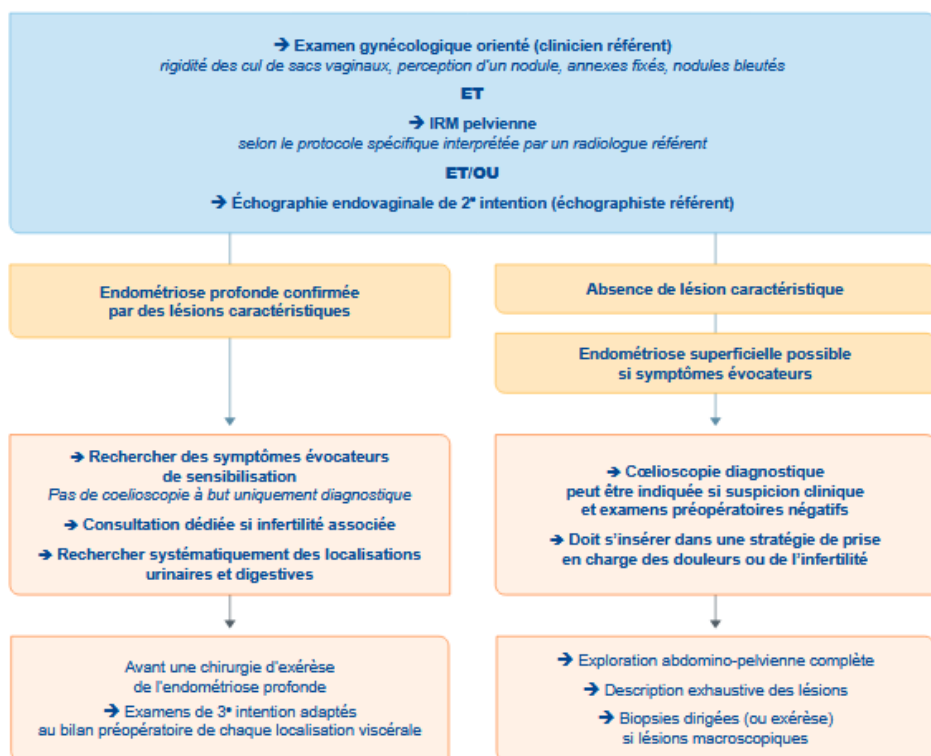 ➔ Examen gynécologique orienté (clinicien référent)
rigidité des cul de sacs vaginaux, perception d'un nodule, annexes fixés, nodules bleutés
ET
➔ IRM pelvienne
selon le protocole spécifique interprétée par un radiologue référent
ET/OU
➔ Échographie endovaginale de 2e intention (échographiste référent)
Endométriose profonde confirmée
par des lésions caractéristiques
Absence de lésion caractéristique
Endométriose superficielle possible
si symptômes évocateurs
➔ Rechercher des symptômes évocateurs
de sensibilisation
Pas de coelioscopie à but uniquement diagnostique
➔ Consultation dédiée si infertilité associée
➔ Rechercher systématiquement des localisations
urinaires et digestives
➔ Cœlioscopie diagnostique
peut être indiquée si suspicion clinique
et examens préopératoires négatifs
➔ Doit s'insérer dans une stratégie de prise
en charge des douleurs ou de l'infertilité
Avant une chirurgie d'exérèse
de l'endométriose profonde
➔ Examens de 3e intention adaptés
au bilan préopératoire de chaque localisation viscérale
➔ Exploration abdomino-pelvienne complète
➔ Description exhaustive des lésions
➔ Biopsies dirigées (ou exérèse)
si lésions macroscopiques